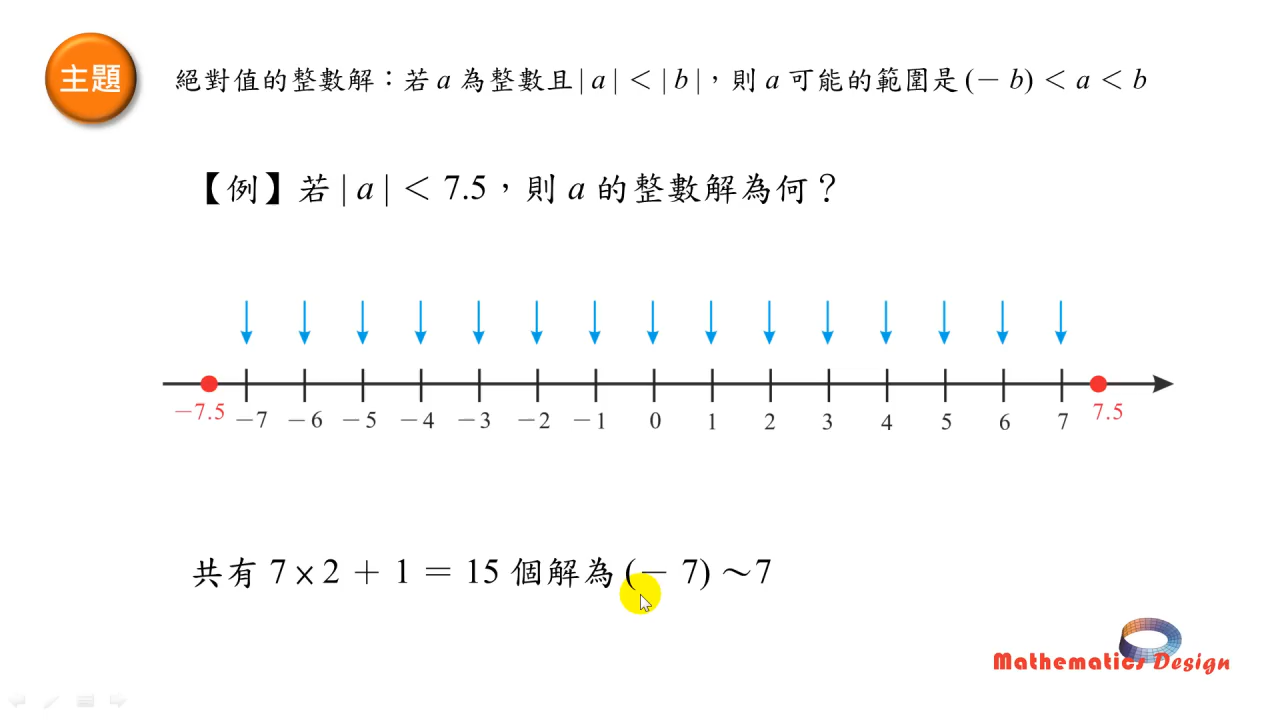 主題
絕對值的整數解：若 a 為整數且 | a | < | b |，則 a 可能的範圍是 (－ b) < a < b
【例】若 | a | < 7.5，則 a 的整數解為何？
－7.5 －7 －6 －5 －4 －3 －2 －1 0 1 2 3 4 5 6 7 7.5
共有 7 × 2 ＋ 1 ＝ 15 個解為 (－ 7) ～7
Mathematics Design